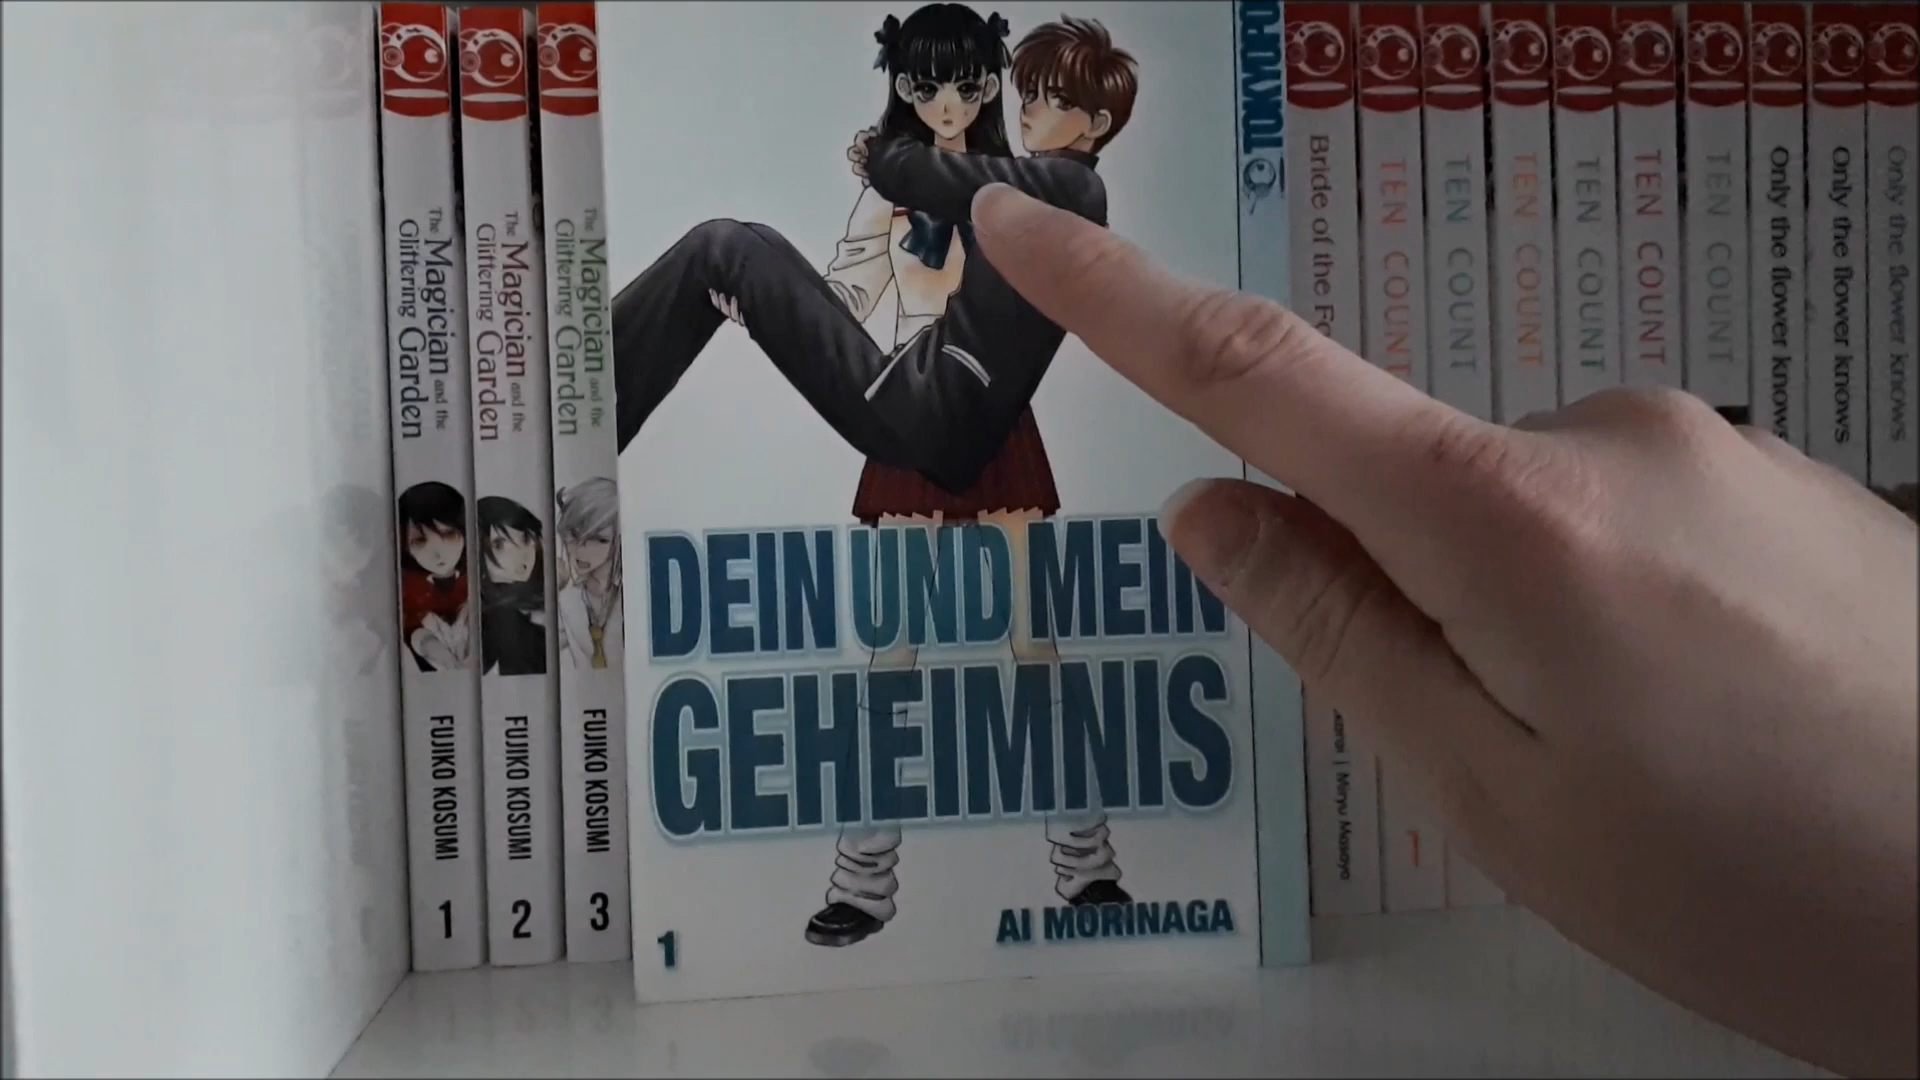 The Magician and the
Glittering Garden
FUJIKO KOSUMI
1
The Magician and the
Glittering Garden
FUJIKO KOSUMI
2
The Magician and the
Glittering Garden
FUJIKO KOSUMI
3
DEIN UND MEIN
GEHEIMNIS
1
AI MORINAGA
Bride of the
TEN COUNT
1
TEN COUNT
TEN COUNT
TEN COUNT
TEN COUNT
TEN COUNT
Only the flower knows
Only the flower knows
Only the flower knows